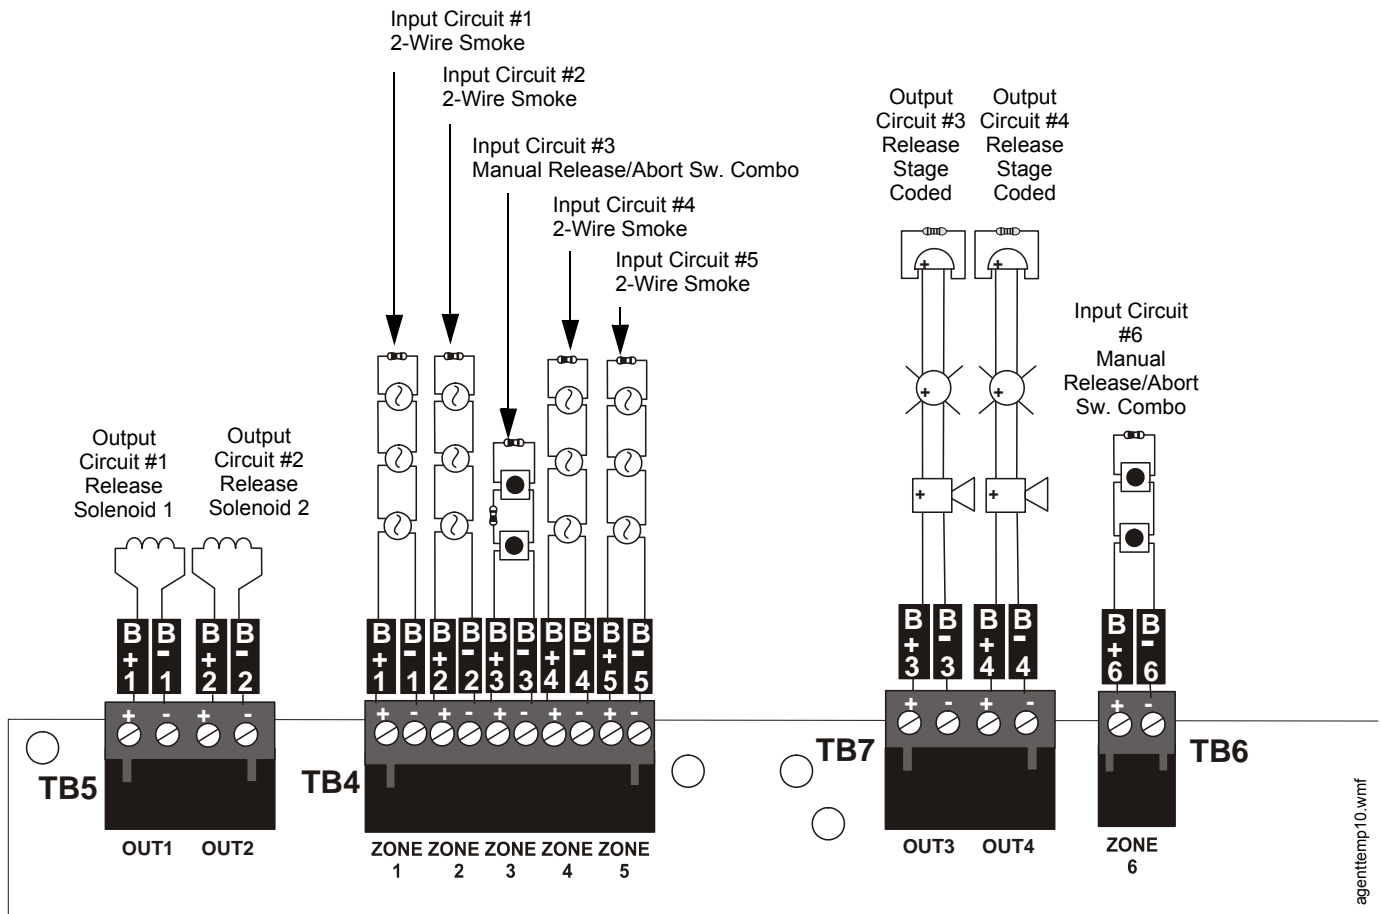 Input Circuit #1
2-Wire Smoke
Input Circuit #2
2-Wire Smoke
Input Circuit #3
Manual Release/Abort Sw. Combo
Input Circuit #4
2-Wire Smoke
Input Circuit #5
2-Wire Smoke
Output
Circuit #3
Release
Stage
Coded
Output
Circuit #4
Release
Stage
Coded
Input Circuit
#6
Manual
Release/Abort
Sw. Combo
Output
Circuit #1
Release
Solenoid 1
Output
Circuit #2
Release
Solenoid 2
B+1
B-1
B+2
B-2
B+1
B-1
B+2
B-2
B+3
B-3
B+4
B-4
B+5
B-5
B+3
B-3
B+4
B-4
B+6
B-6
+ - + -
+ - + - + - + - + -
+ - + -
+ -
TB5
TB4
TB7
TB6
OUT1
OUT2
ZONE
1
ZONE
2
ZONE
3
ZONE
4
ZONE
5
OUT3
OUT4
ZONE
6
agenttemp10.wmf